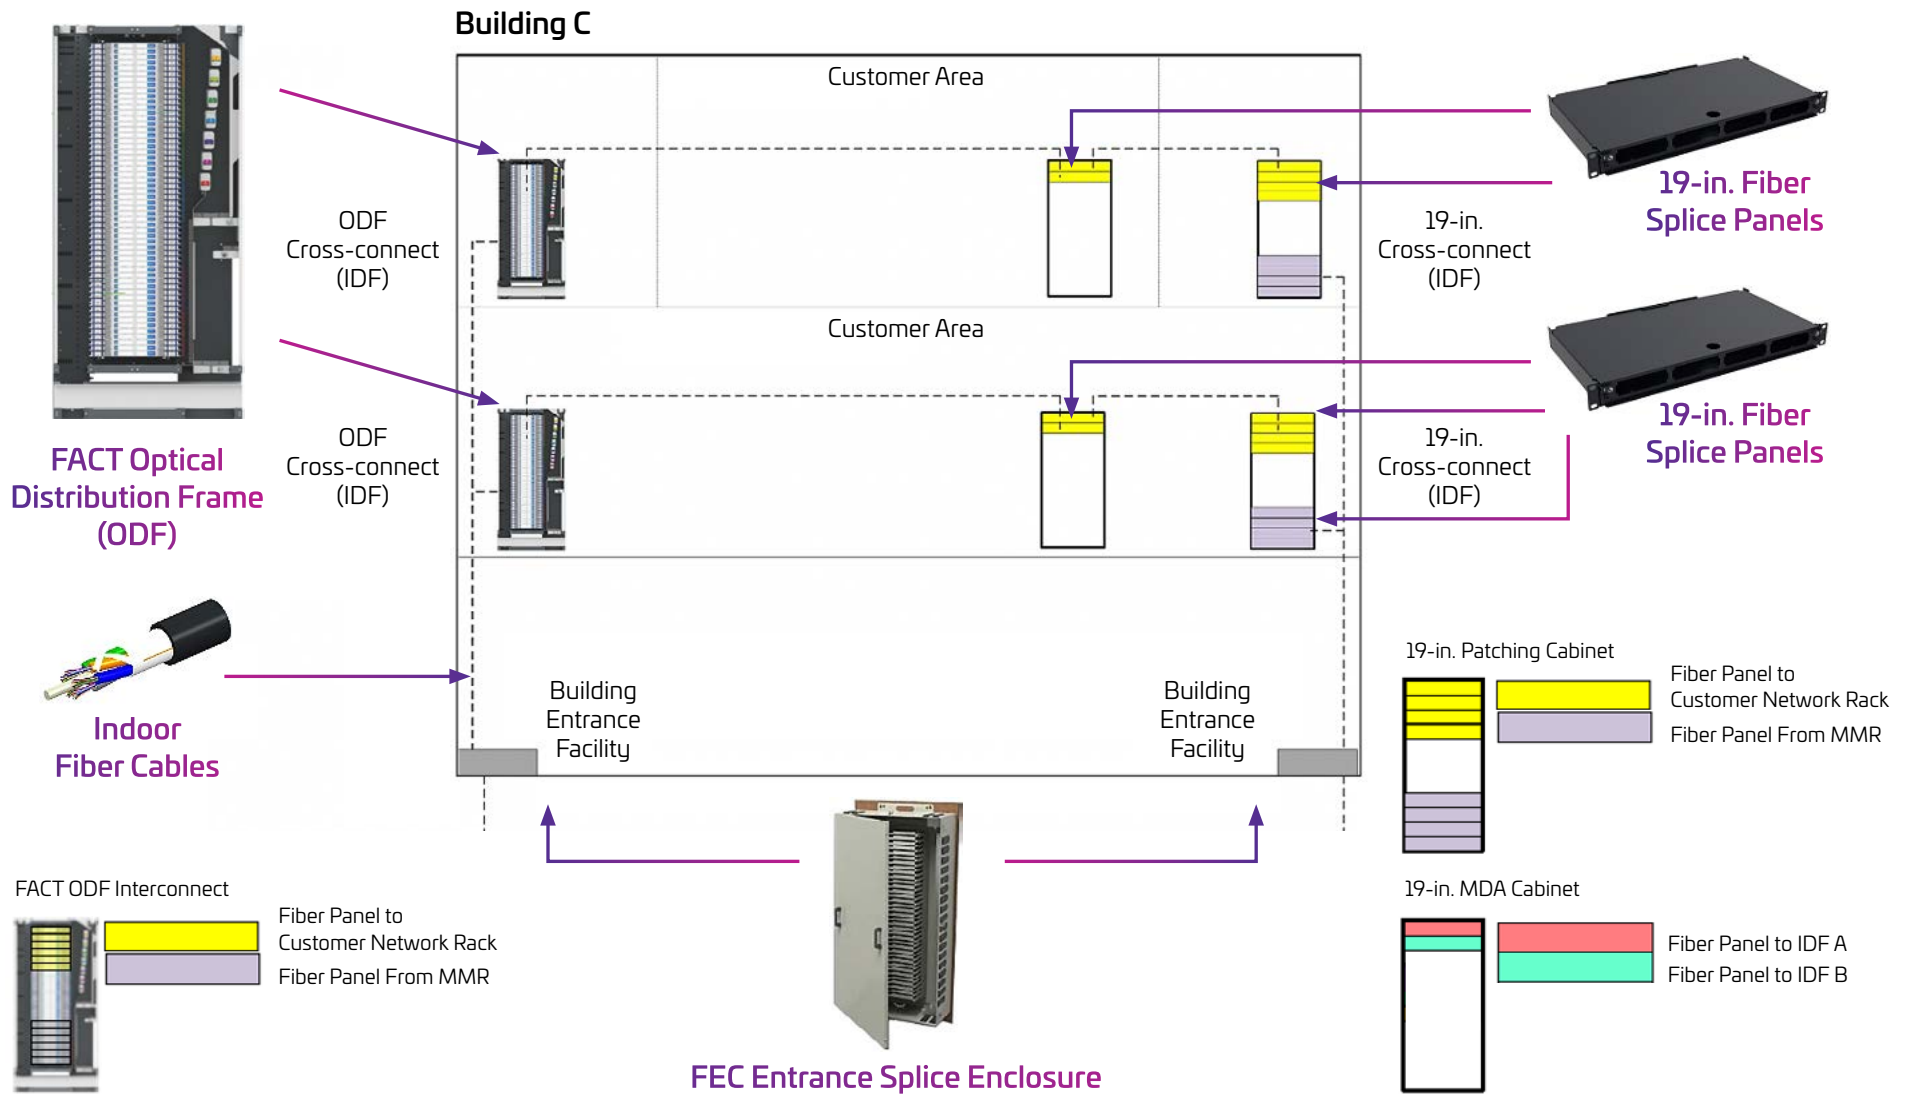 Building C
Customer Area
ODF
Cross-connect
(IDF)
19-in.
Cross-connect
(IDF)
19-in. Fiber
Splice Panels
Customer Area
ODF
Cross-connect
(IDF)
19-in.
Cross-connect
(IDF)
19-in. Fiber
Splice Panels
FACT Optical
Distribution Frame
(ODF)
Indoor
Fiber Cables
Building
Entrance
Facility
Building
Entrance
Facility
19-in. Patching Cabinet
Fiber Panel to
Customer Network Rack
Fiber Panel From MMR
FACT ODF Interconnect
Fiber Panel to
Customer Network Rack
Fiber Panel From MMR
FEC Entrance Splice Enclosure
19-in. MDA Cabinet
Fiber Panel to IDF A
Fiber Panel to IDF B